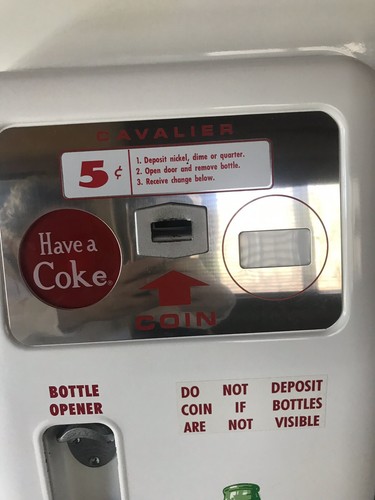 CAVALIER
5¢
1. Deposit nickel, dime or quarter.
2. Open door and remove bottle.
3. Receive change below.
Have a
Coke®
COIN
BOTTLE
OPENER
DO NOT DEPOSIT
COIN IF BOTTLES
ARE NOT VISIBLE